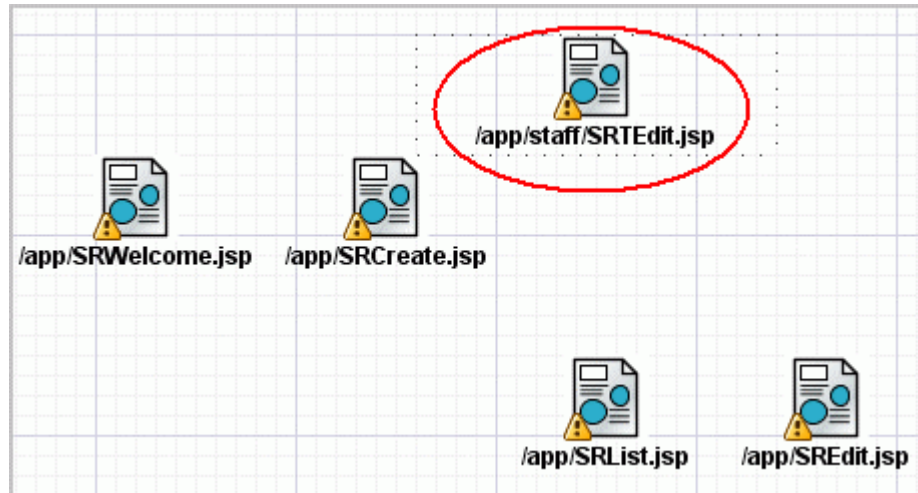 /app/staff/SRTEdit.jsp
/app/SRWelcome.jsp
/app/SRCreate.jsp
/app/SRList.jsp
/app/SREdit.jsp